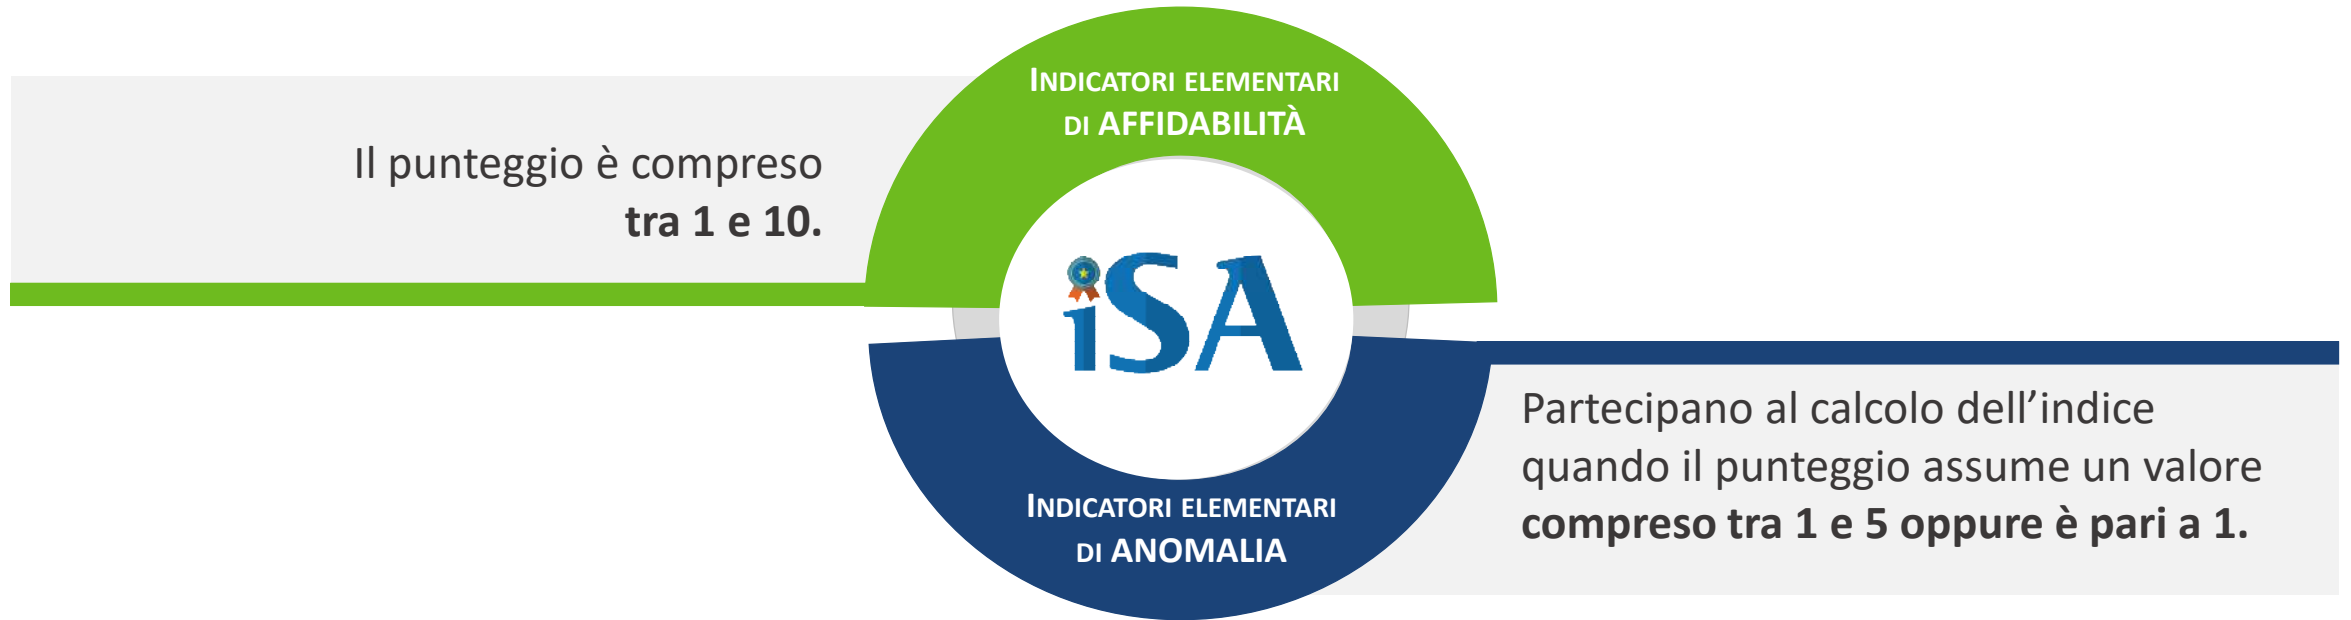 INDICATORI ELEMENTARI
DI AFFIDABILITÀ
Il punteggio è compreso
tra 1 e 10.
iSA
Partecipano al calcolo dell’indice
quando il punteggio assume un valore
compreso tra 1 e 5 oppure è pari a 1.
INDICATORI ELEMENTARI
DI ANOMALIA